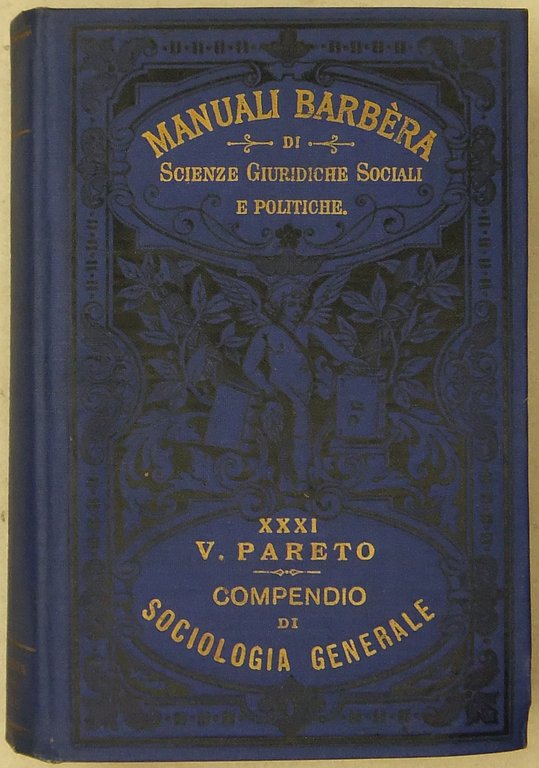 MANUALI BARBÈRA
DI
SCIENZE GIURIDICHE SOCIALI
E POLITICHE.
XXXI
V. PARETO
COMPENDIO
DI
SOCIOLOGIA GENERALE